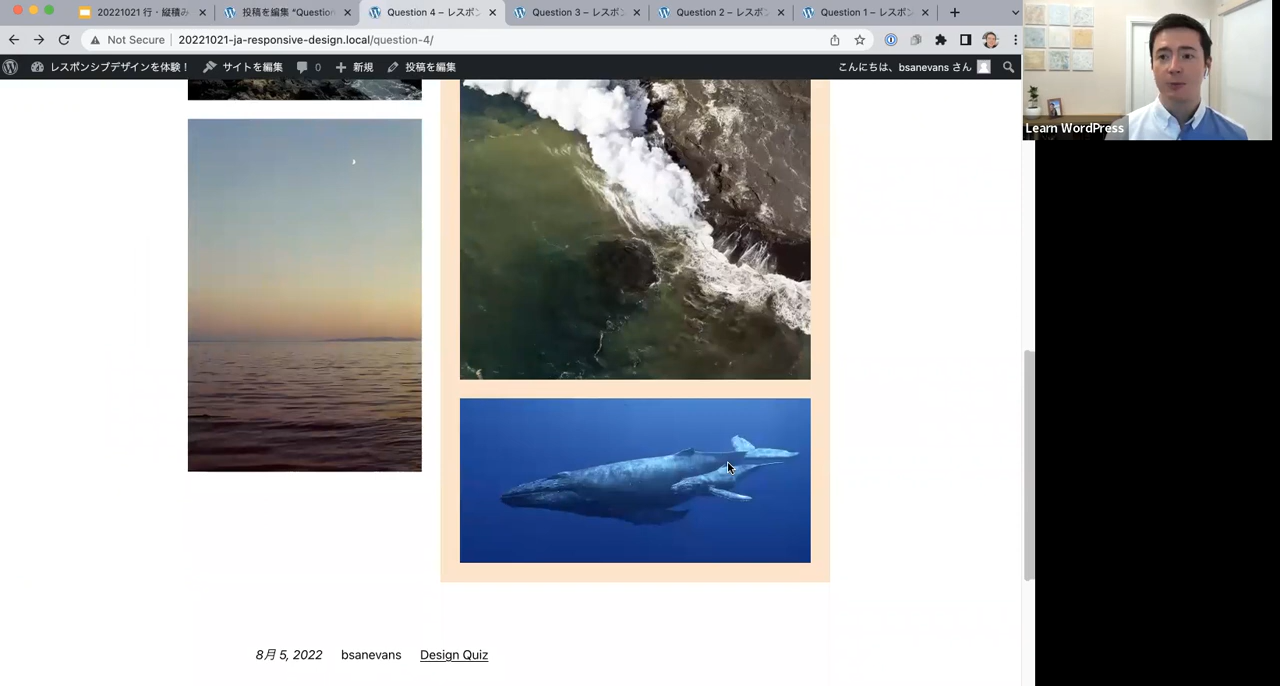 20221021 行 - 縦積み
投稿を編集 "Question
Question 4 – レスポン
Question 3 – レスポン
Question 2 – レスポン
Question 1 – レスポン
Not Secure
20221021-ja-responsive-design.local/question-4/
レスポンシブデザインを体験！
サイトを編集
0
新規
投稿を編集
こんにちは、bsanevans さん
Learn WordPress
8月 5, 2022
bsanevans
Design Quiz